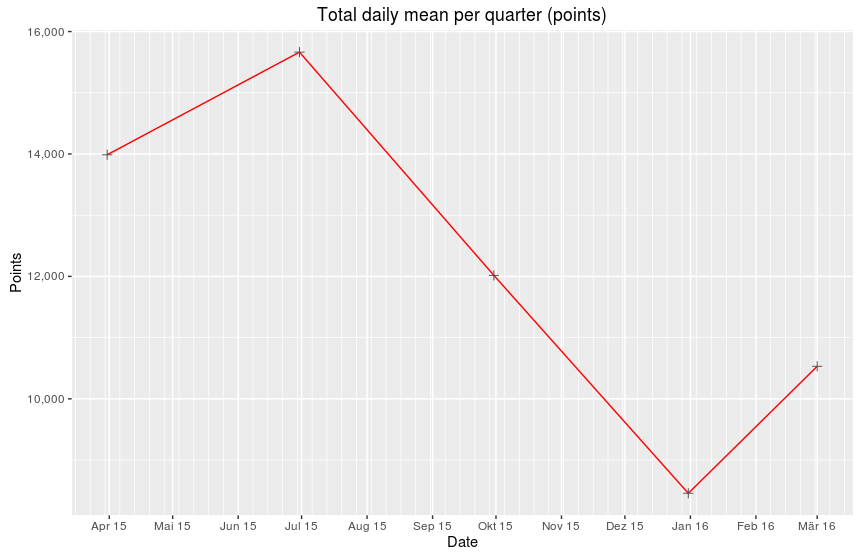 Total daily mean per quarter (points)
16,000
14,000
12,000
10,000
Points
Apr 15 Mai 15 Jun 15 Jul 15 Aug 15 Sep 15 Okt 15 Nov 15 Dez 15 Jan 16 Feb 16 Mär 16
Date